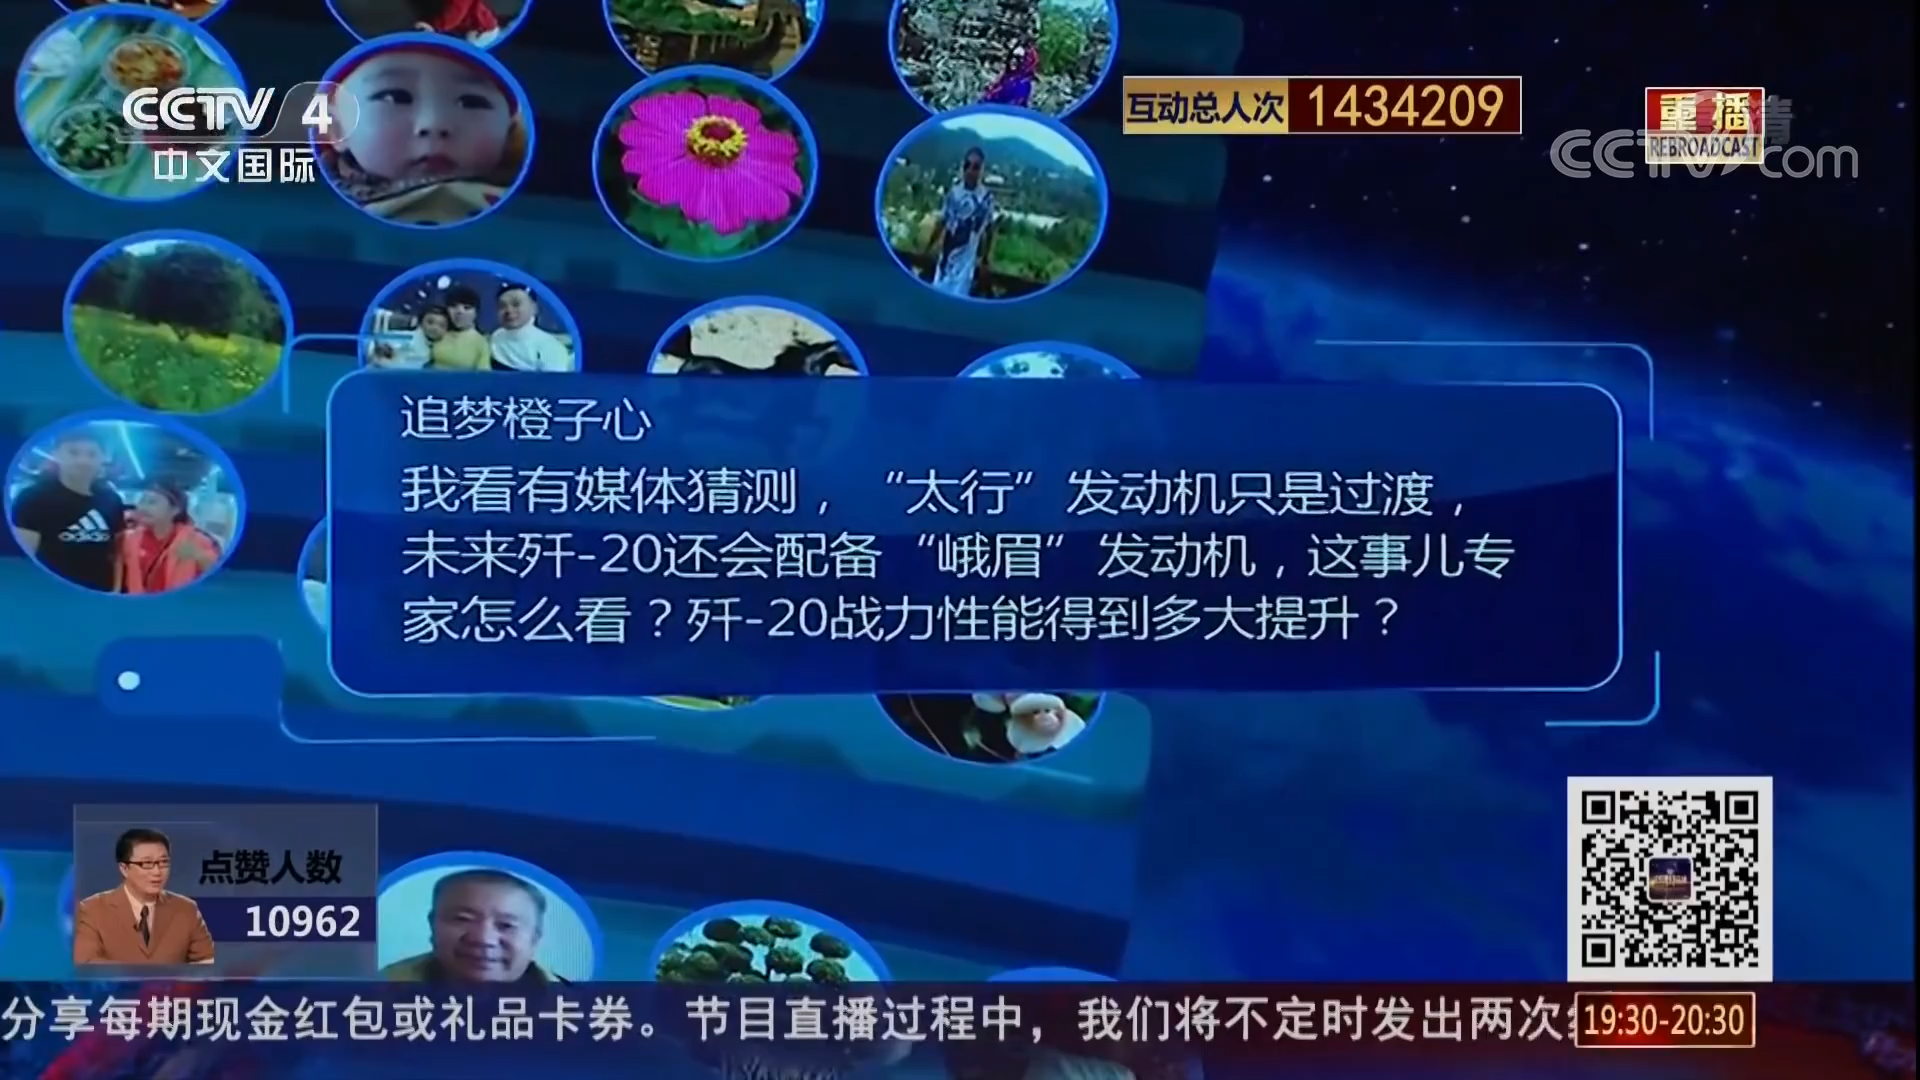 CCTV 4
中文国际
互动总人次 1434209
重播
REBROADCAST
CCTV.com
追梦橙子心
我看有媒体猜测，“太行”发动机只是过渡，
未来歼-20还会配备“峨眉”发动机，这事儿专
家怎么看？歼-20战力性能得到多大提升？
adidas
点赞人数
10962
分享每期现金红包或礼品卡券。节目直播过程中，我们将不定时发出两次
19:30-20:30